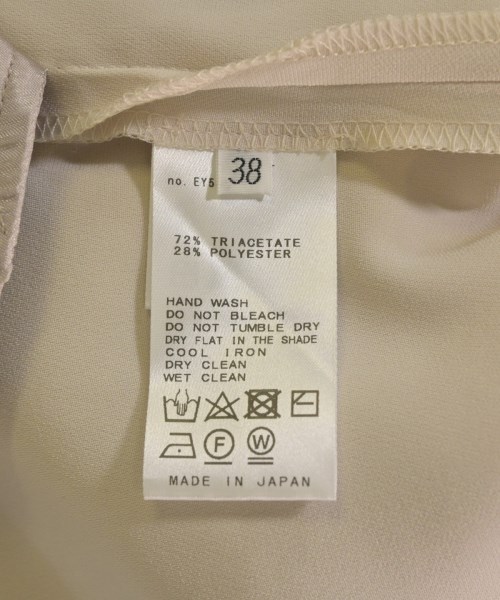 38
no. EY5
72% TRIACETATE
28% POLYESTER
HAND WASH
DO NOT BLEACH
DO NOT TUMBLE DRY
DRY FLAT IN THE SHADE
COOL IRON
DRY CLEAN
WET CLEAN
F W
MADE IN JAPAN